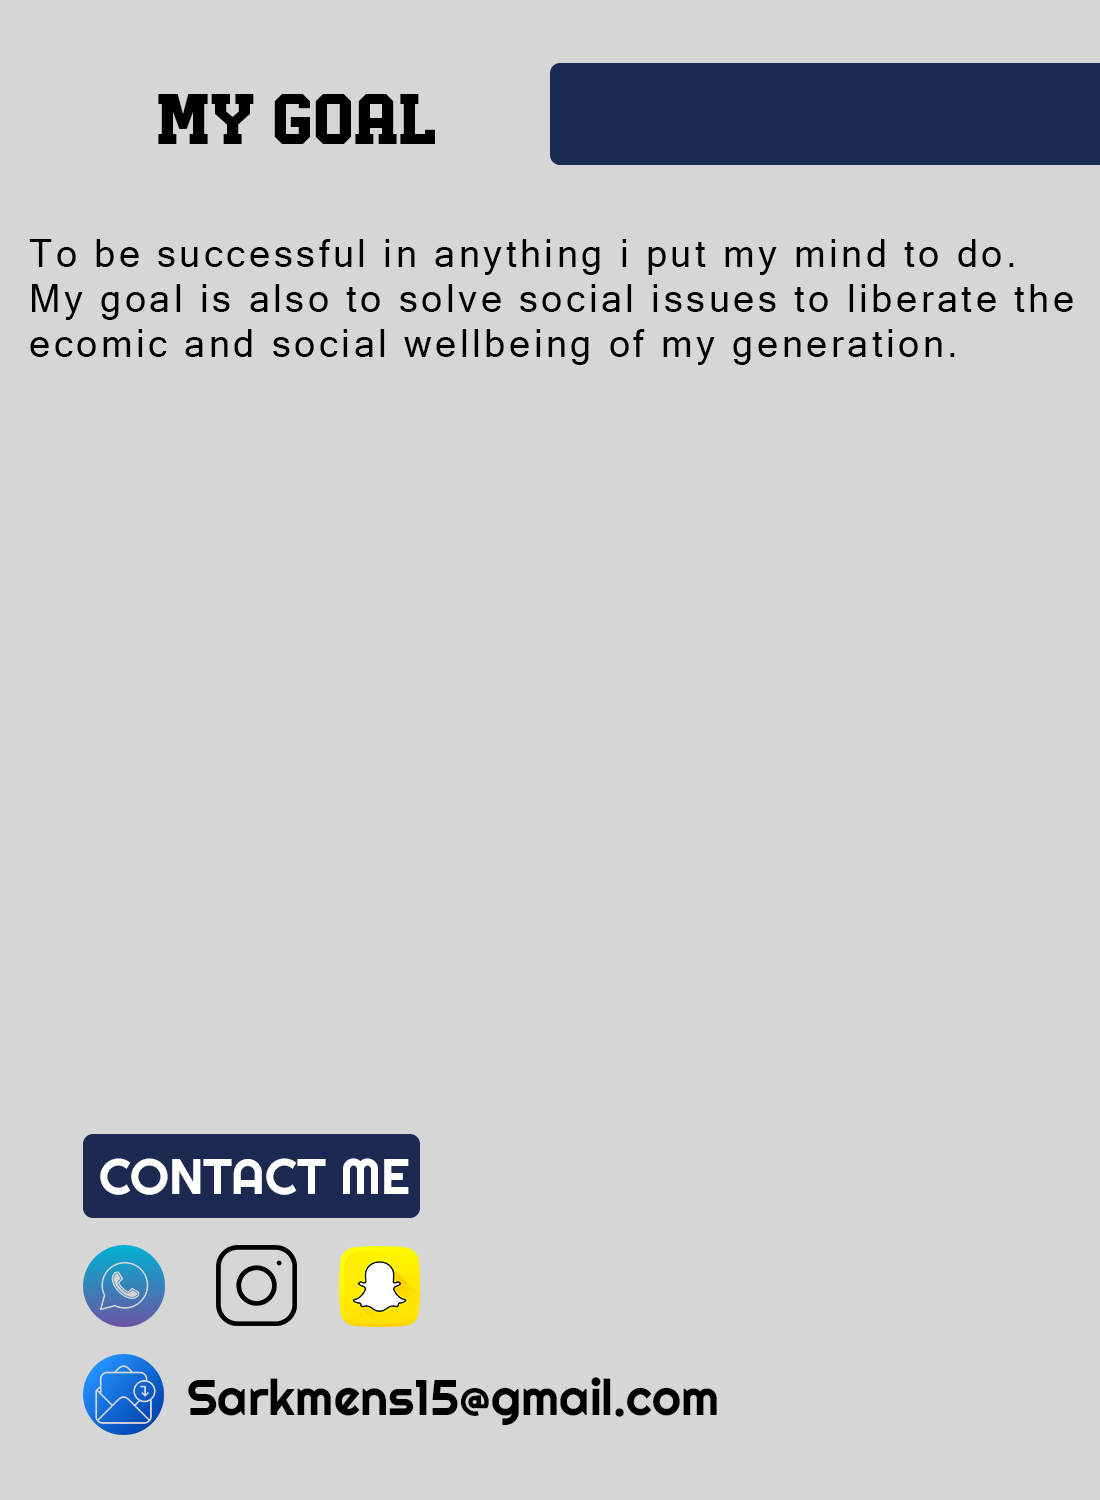 MY GOAL
To be successful in anything i put my mind to do.
My goal is also to solve social issues to liberate the
ecomic and social wellbeing of my generation.
CONTACT ME
Sarkmens15@gmail.com